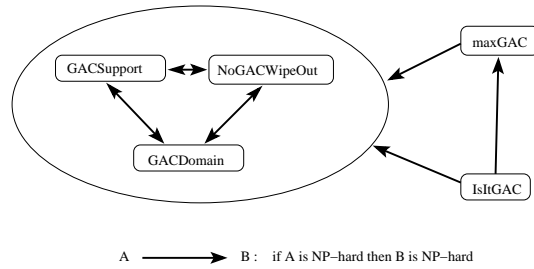 maxGAC
GACSupport
NoGACWipeOut
GACDomain
IsItGAC
A B : if A is NP−hard then B is NP−hard